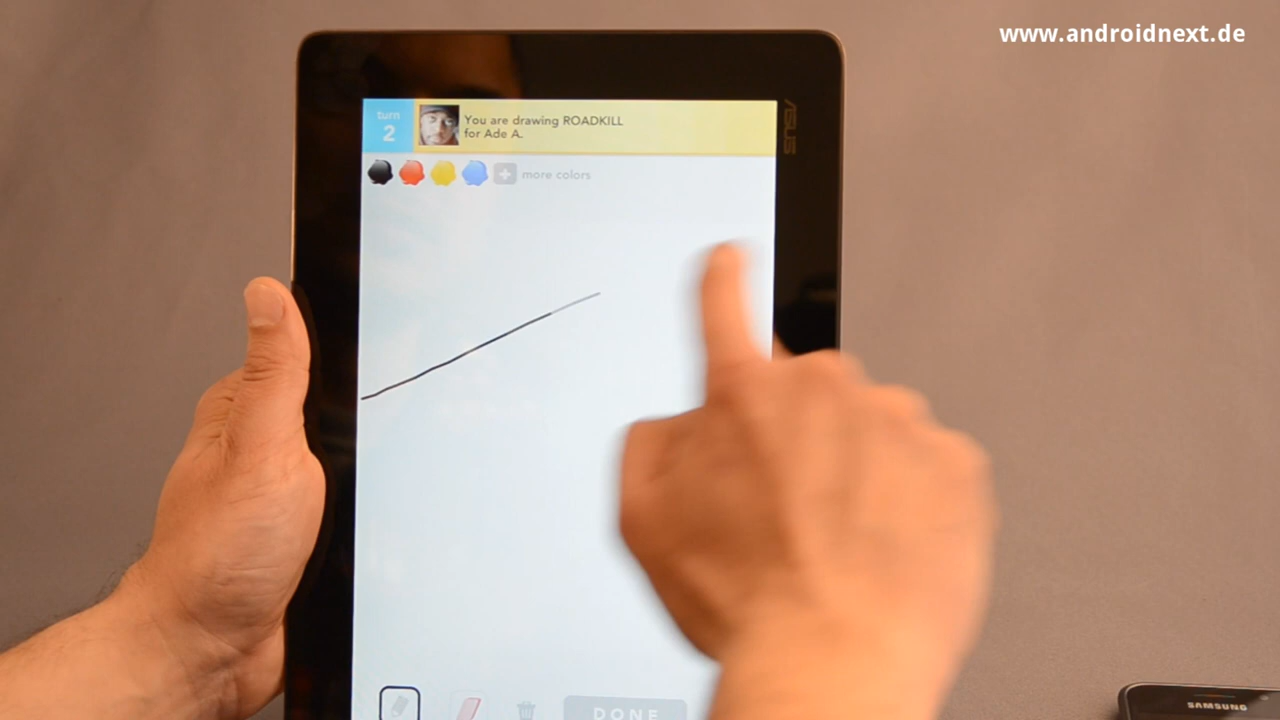 www.androidnext.de
turn
2
You are drawing ROADKILL
for Ade A.
ASUS
more colors
DONE
SAMSUNG